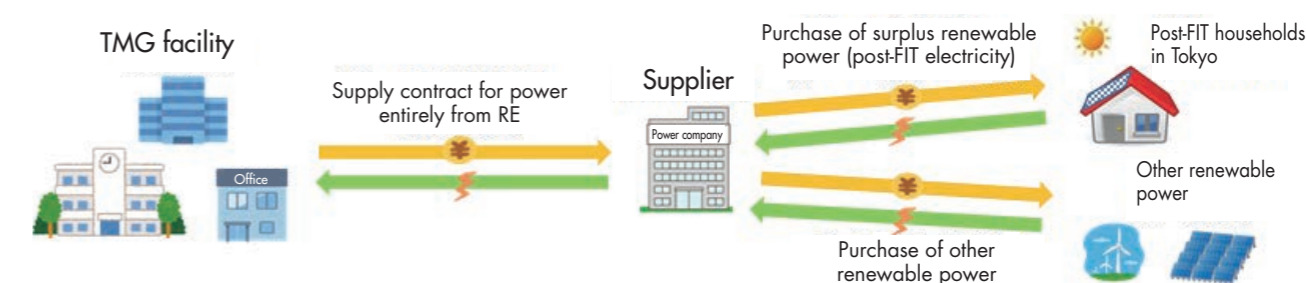 TMG facility
Office
Supply contract for power
entirely from RE
¥
Supplier
Power company
Purchase of surplus renewable
power (post-FIT electricity)
¥
Post-FIT households
in Tokyo
¥
Purchase of other
renewable power
Other renewable
power